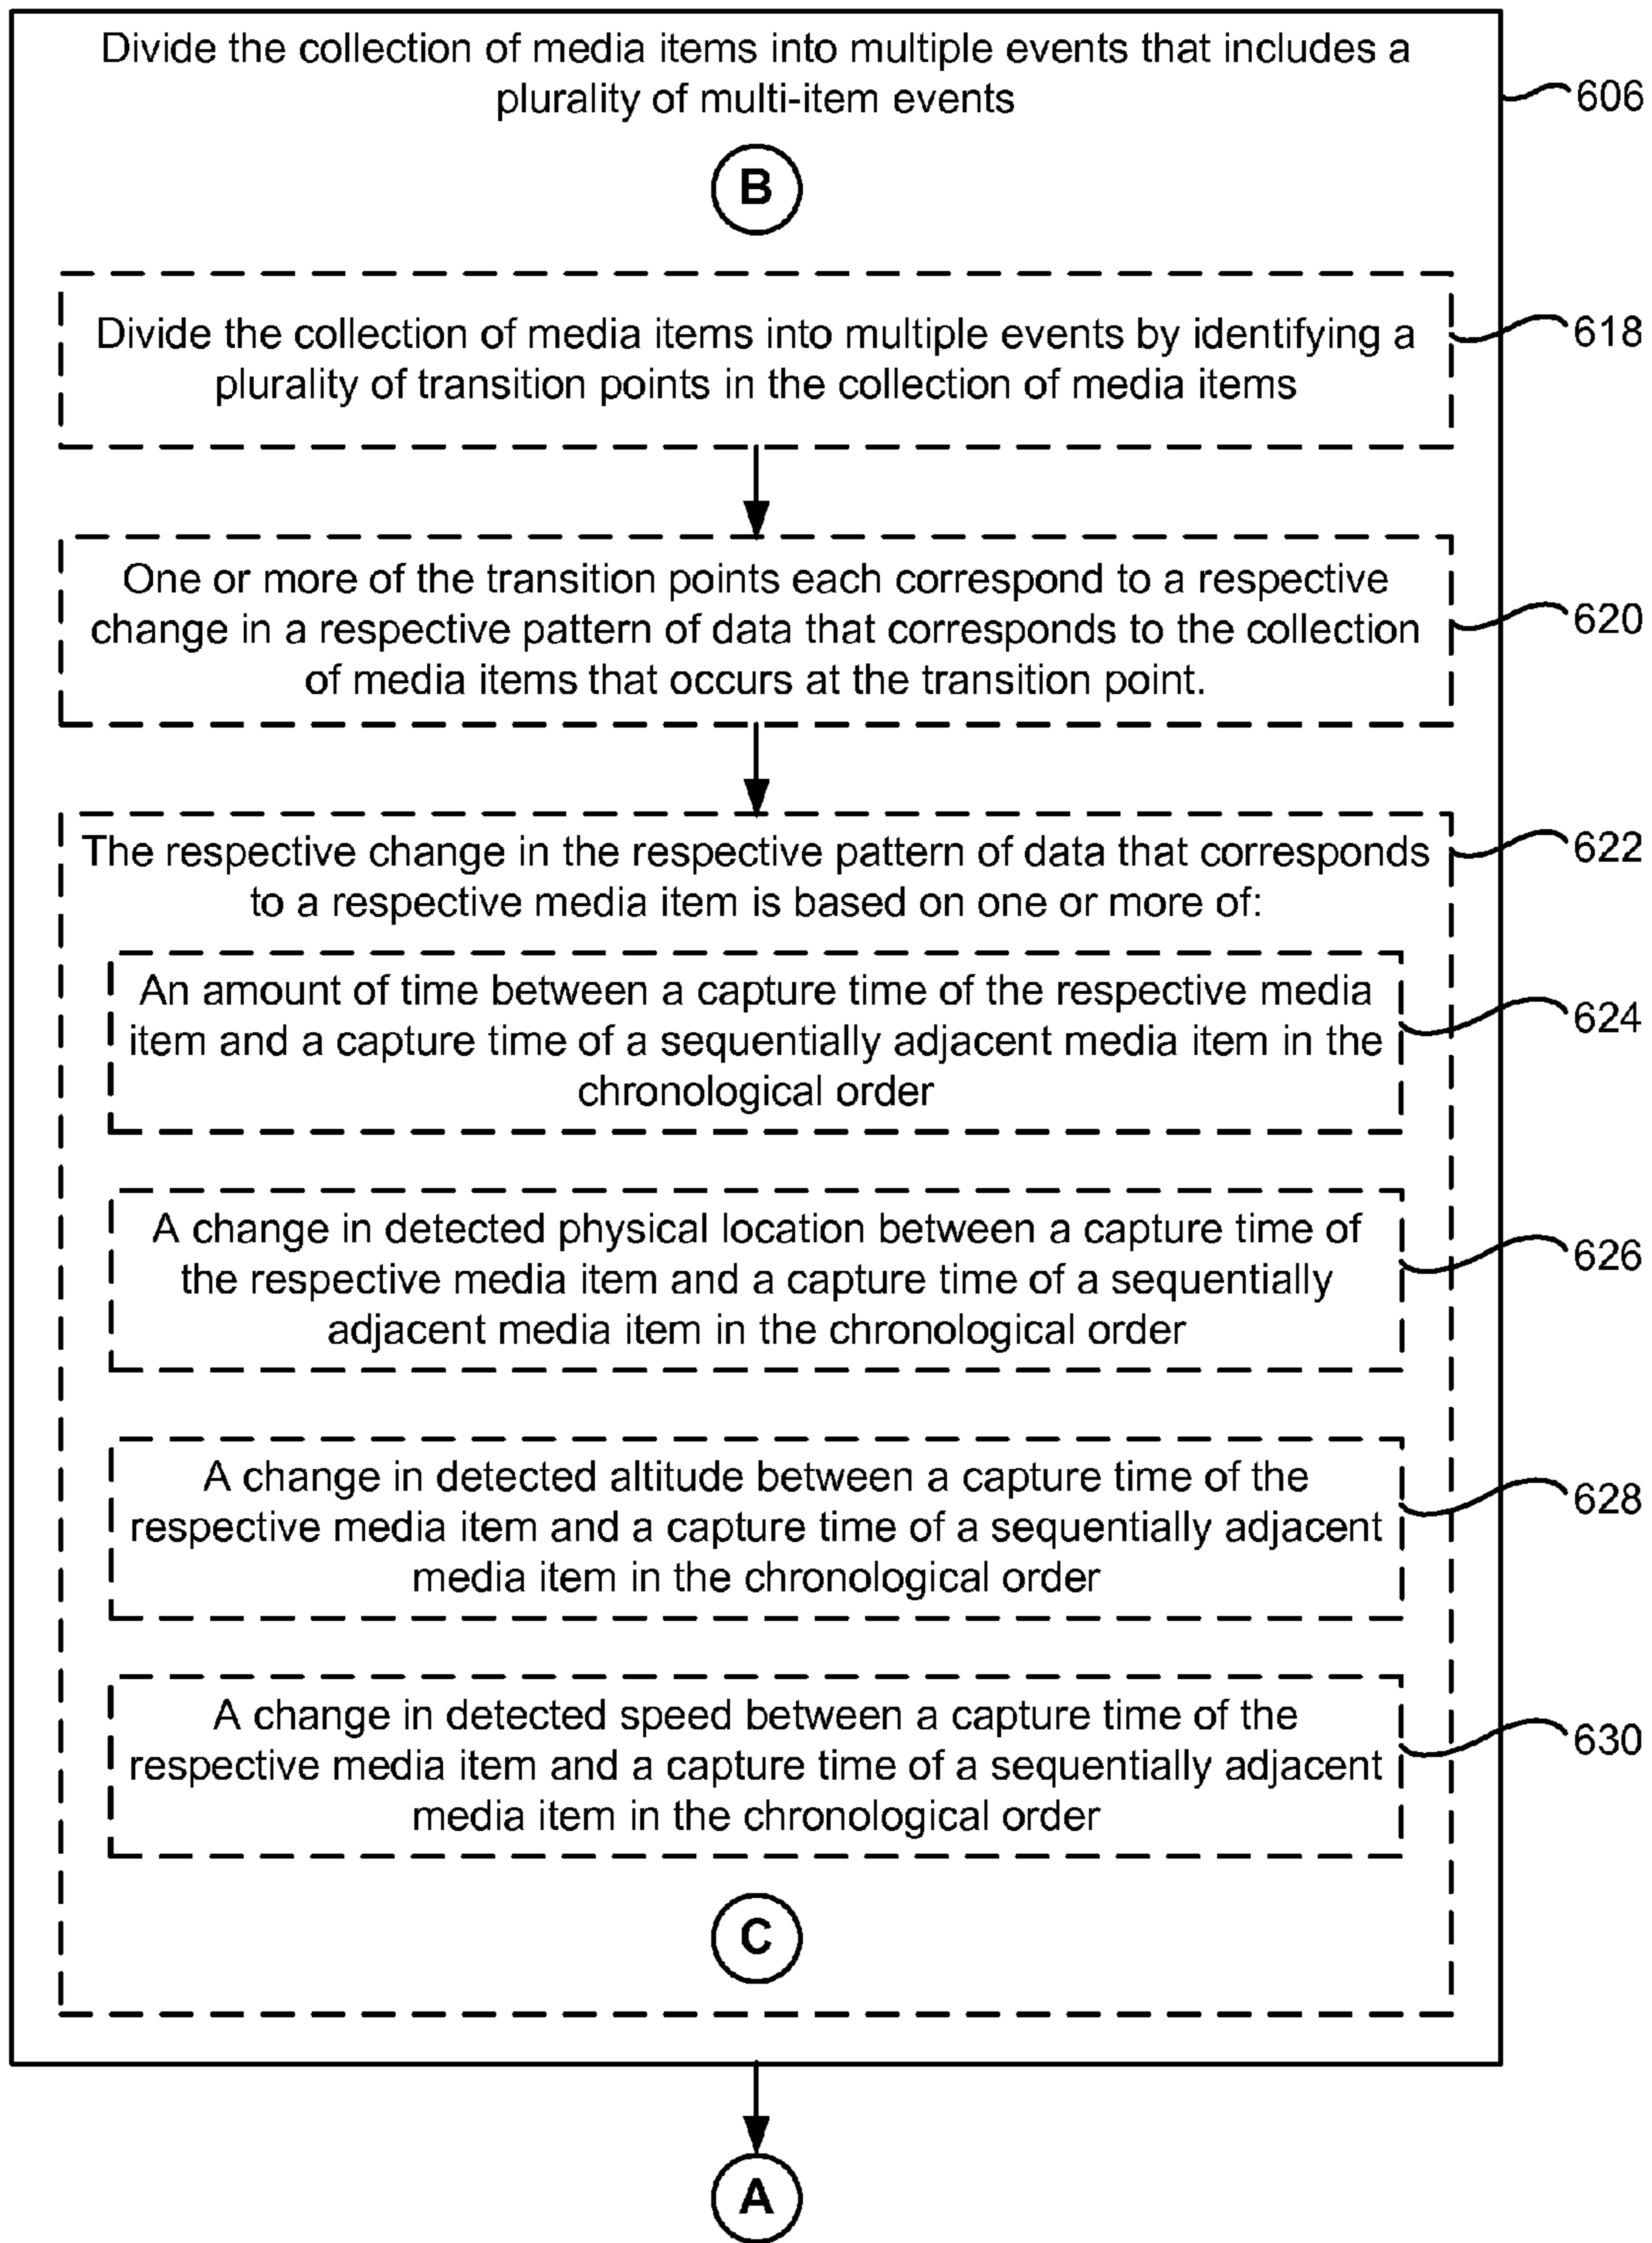 Divide the collection of media items into multiple events that includes a
plurality of multi-item events
606
B
Divide the collection of media items into multiple events by identifying a
plurality of transition points in the collection of media items
618
One or more of the transition points each correspond to a respective
change in a respective pattern of data that corresponds to the collection
of media items that occurs at the transition point.
620
The respective change in the respective pattern of data that corresponds
to a respective media item is based on one or more of:
622
An amount of time between a capture time of the respective media
item and a capture time of a sequentially adjacent media item in the
chronological order
624
A change in detected physical location between a capture time of
the respective media item and a capture time of a sequentially
adjacent media item in the chronological order
626
A change in detected altitude between a capture time of the
respective media item and a capture time of a sequentially adjacent
media item in the chronological order
628
A change in detected speed between a capture time of the
respective media item and a capture time of a sequentially adjacent
media item in the chronological order
630
C
A